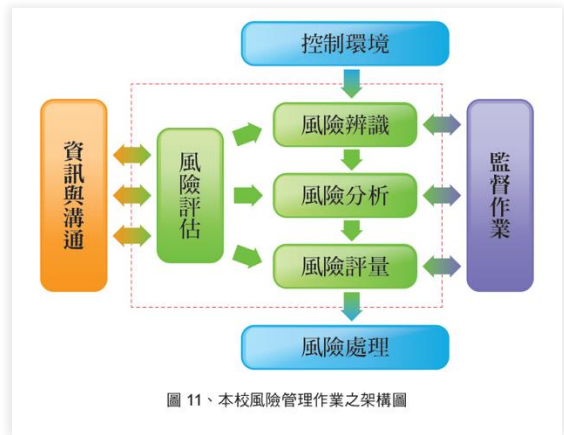 控制環境
資訊與溝通
風險評估
風險辨識
風險分析
風險評量
監督作業
風險處理
圖 11、本校風險管理作業之架構圖